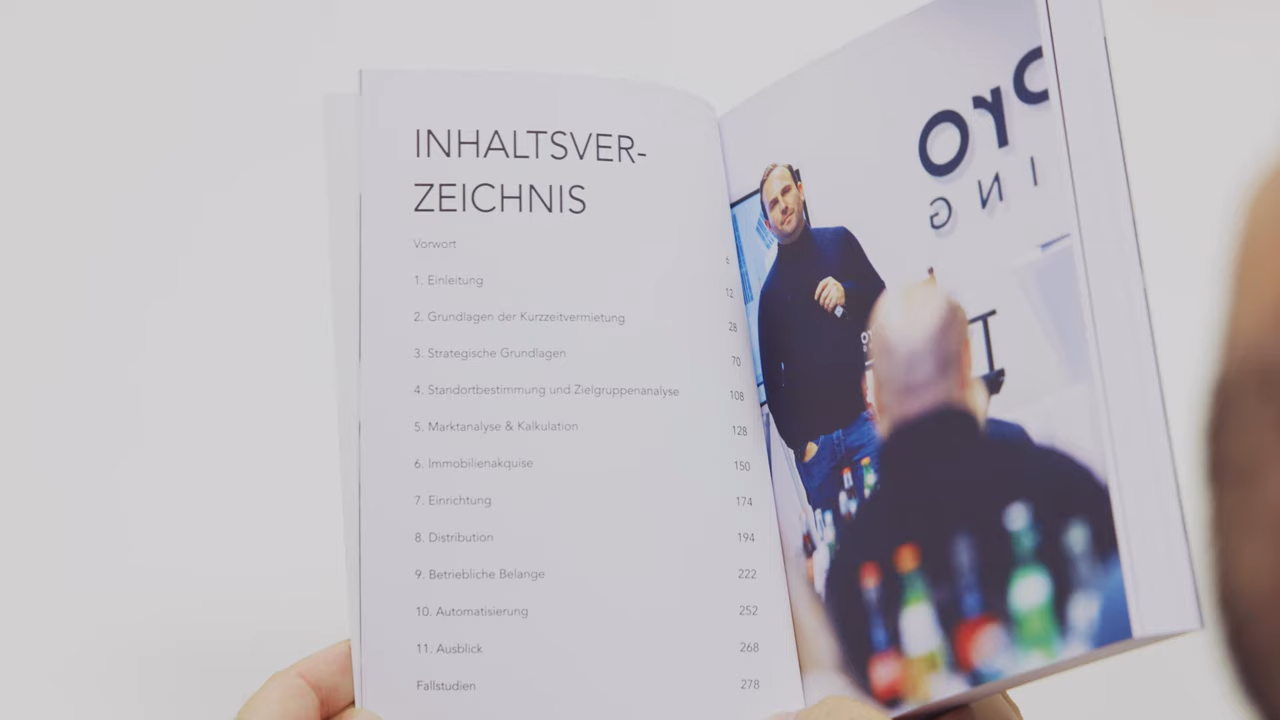 INHALTSVER-
ZEICHNIS
Vorwort 6
1. Einleitung 12
2. Grundlagen der Kurzzeitvermietung 28
3. Strategische Grundlagen 70
4. Standortbestimmung und Zielgruppenanalyse 108
5. Marktanalyse & Kalkulation 128
6. Immobilienakquise 150
7. Einrichtung 174
8. Distribution 194
9. Betriebliche Belange 222
10. Automatisierung 252
11. Ausblick 268
Fallstudien 278